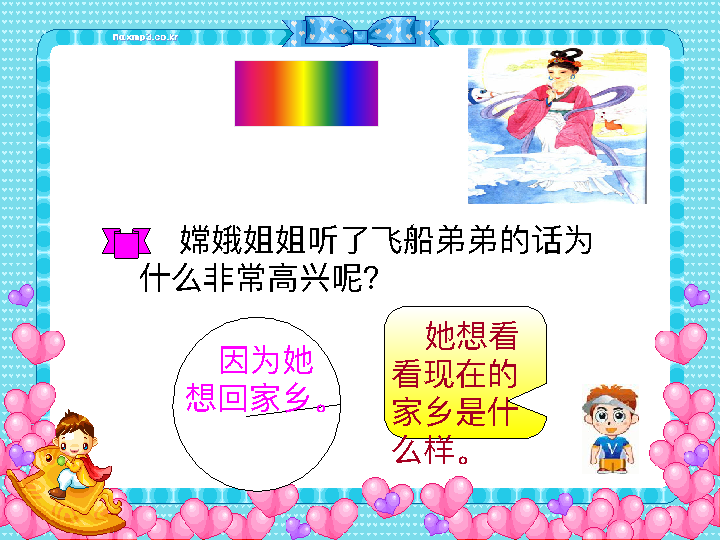 naxmp3.co.kr
嫦娥姐姐听了飞船弟弟的话为
什么非常高兴呢?
因为她
想回家乡。
她想看
看现在的
家乡是什
么样。
V